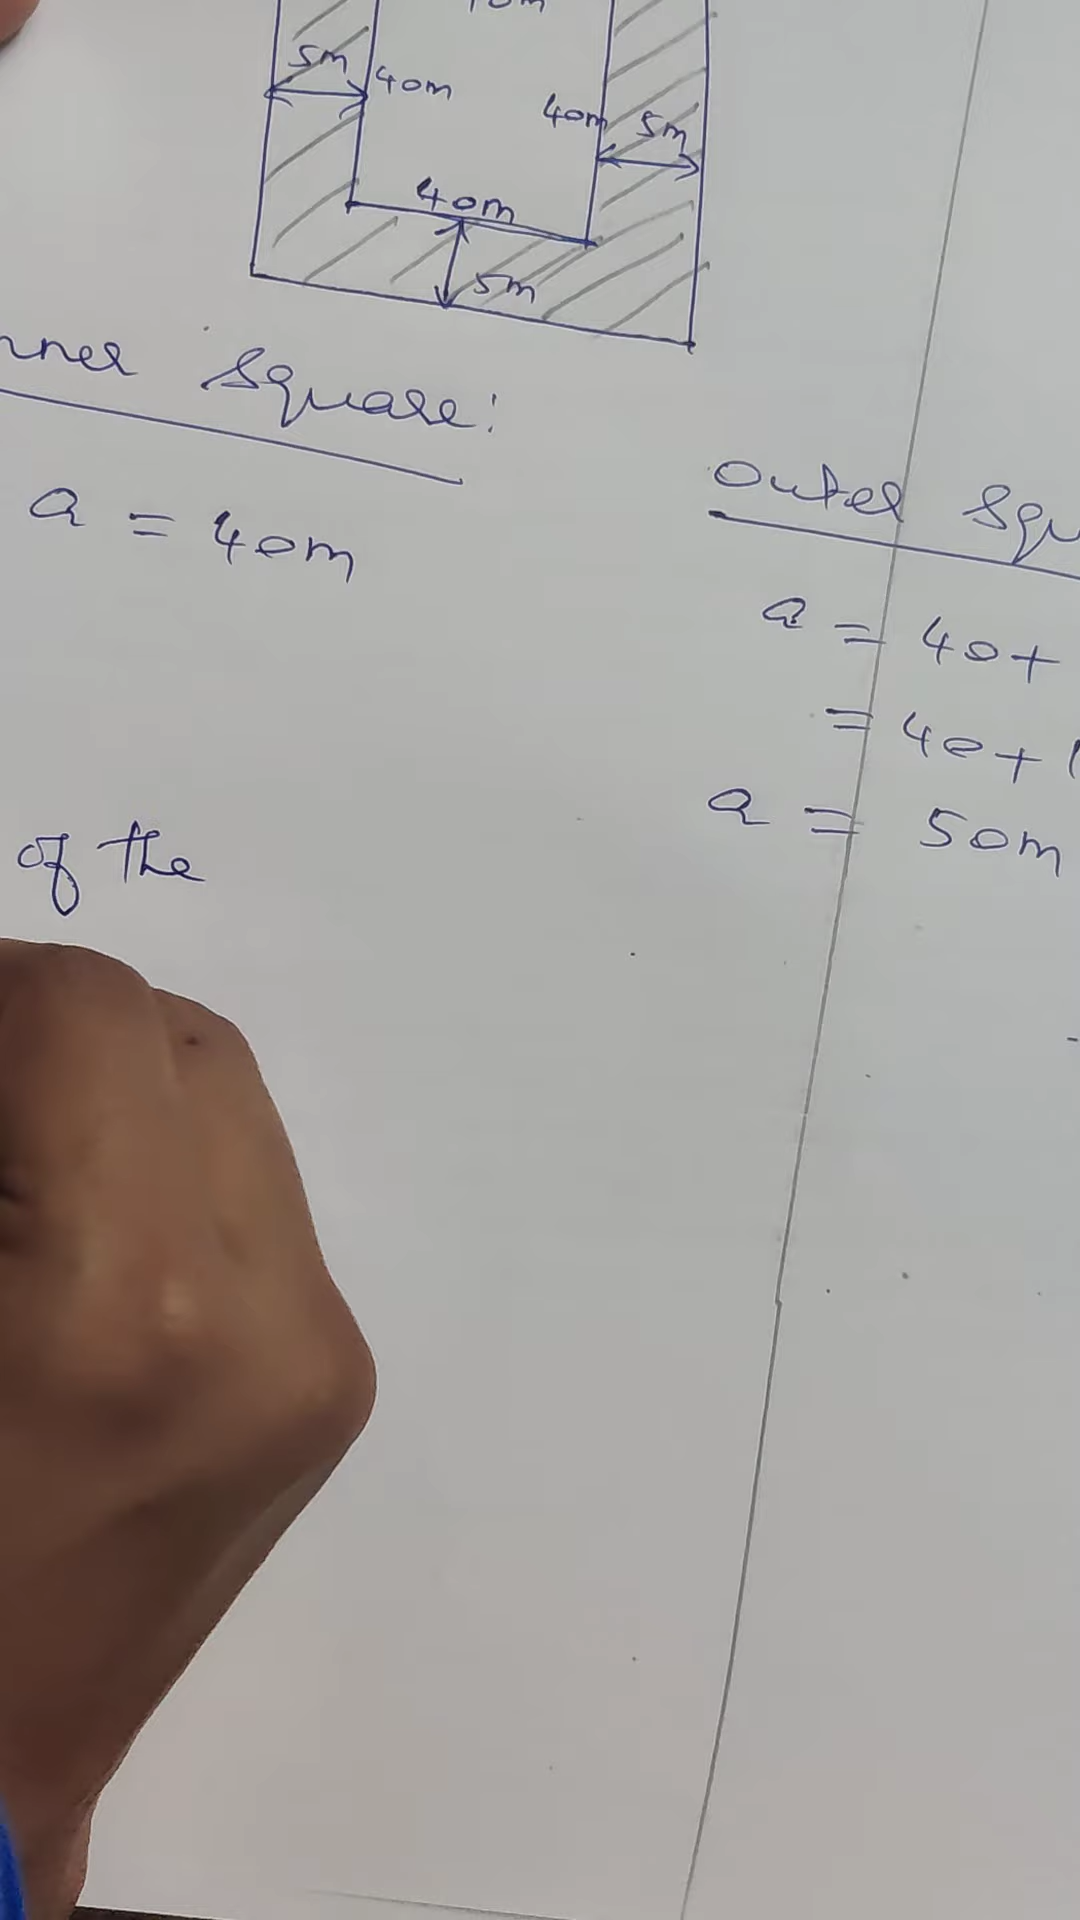 5m
40m
40m
5m
40m
5m
Square:
a = 40m
Outer
a = 40+
= 40+
a = 50m
of the